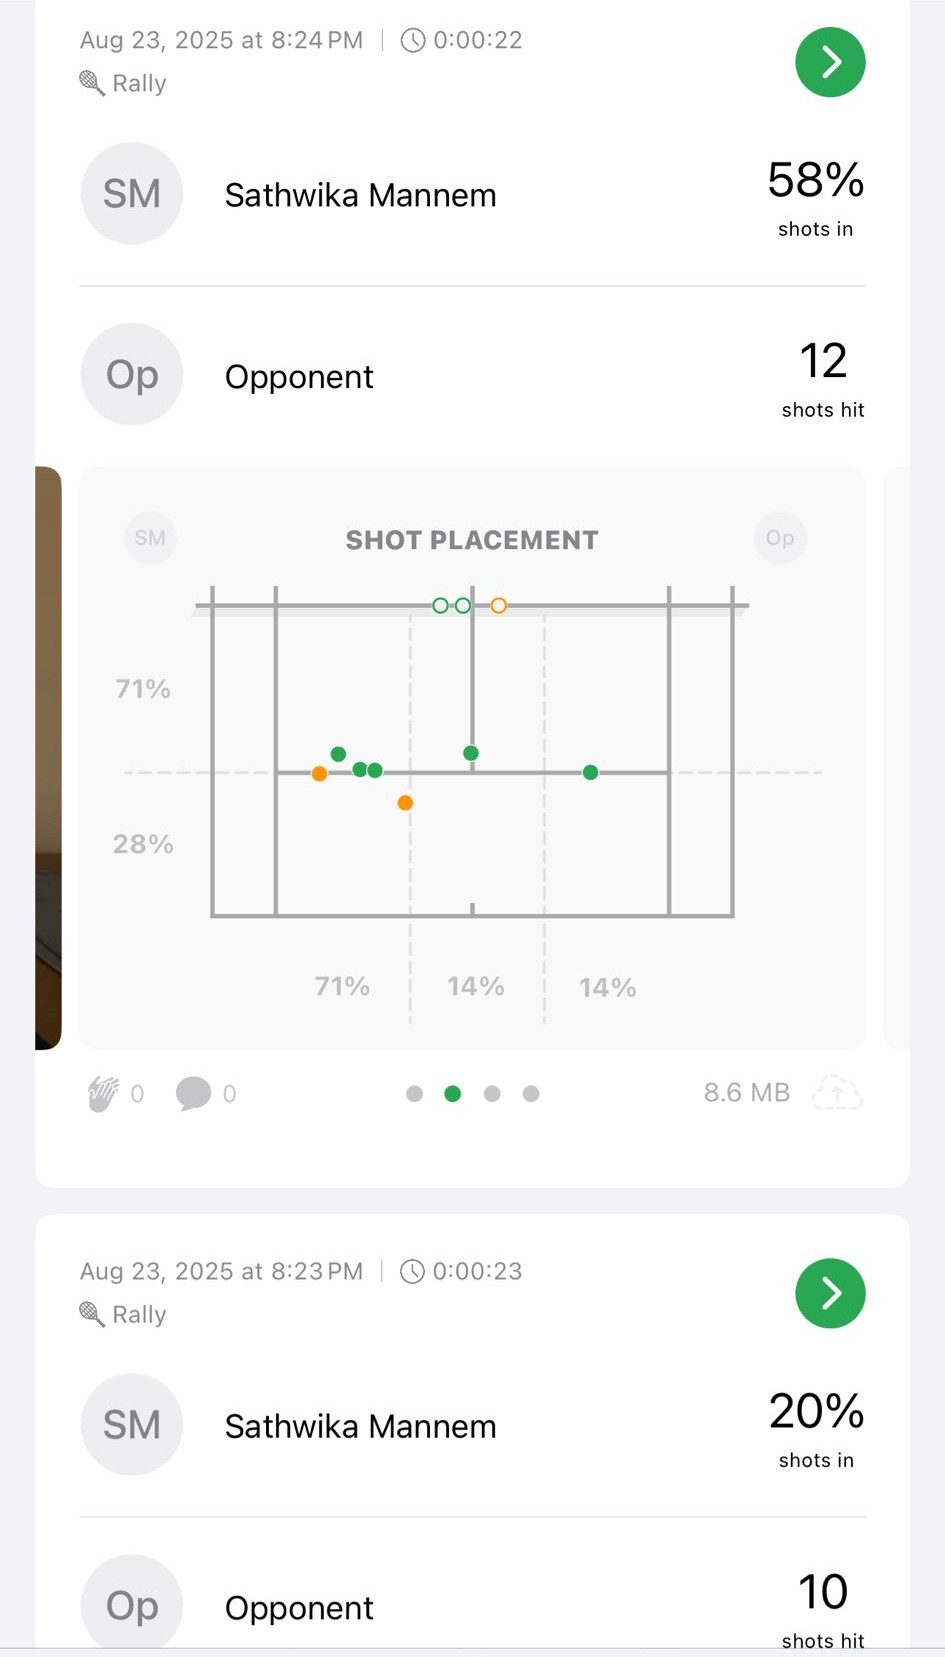 Aug 23, 2025 at 8:24 PM | 0:00:22
Rally
SM Sathwika Mannem 58%
shots in
Op Opponent 12
shots hit
SM SHOT PLACEMENT Op
71%
28%
71% 14% 14%
0 0 8.6 MB
Aug 23, 2025 at 8:23 PM | 0:00:23
Rally
SM Sathwika Mannem 20%
shots in
Op Opponent 10
shots hit